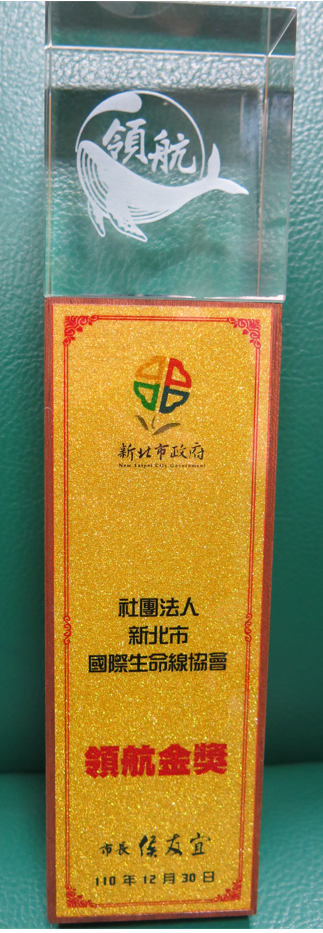 領航
新北市政府
New Taipei City Government
社團法人
新北市
國際生命線協會
領航金獎
市長 侯友宜
110 年 12 月 30 日